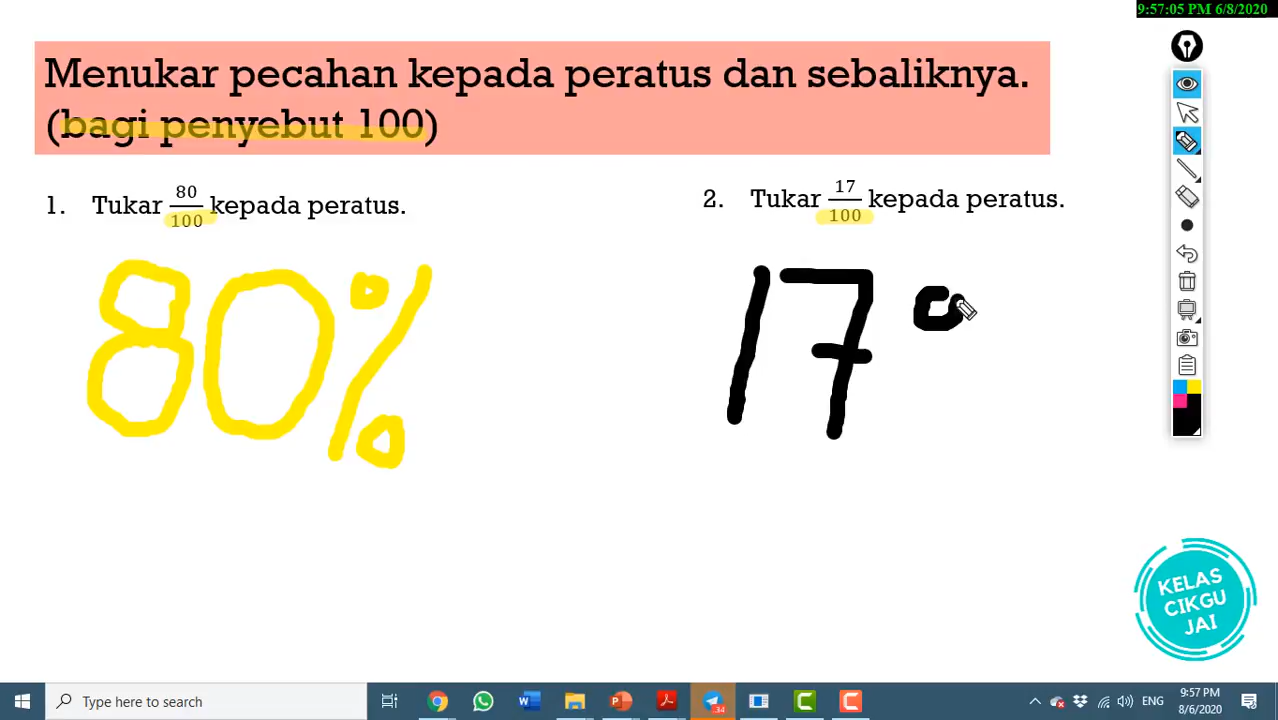 9:57:05 PM 6/8/2020
Menukar pecahan kepada peratus dan sebaliknya.
(bagi penyebut 100)
1. Tukar 80/100 kepada peratus.
2. Tukar 17/100 kepada peratus.
80%
17
KELAS
CIKGU
JAI
Type here to search
34
ENG
9:57 PM
8/6/2020